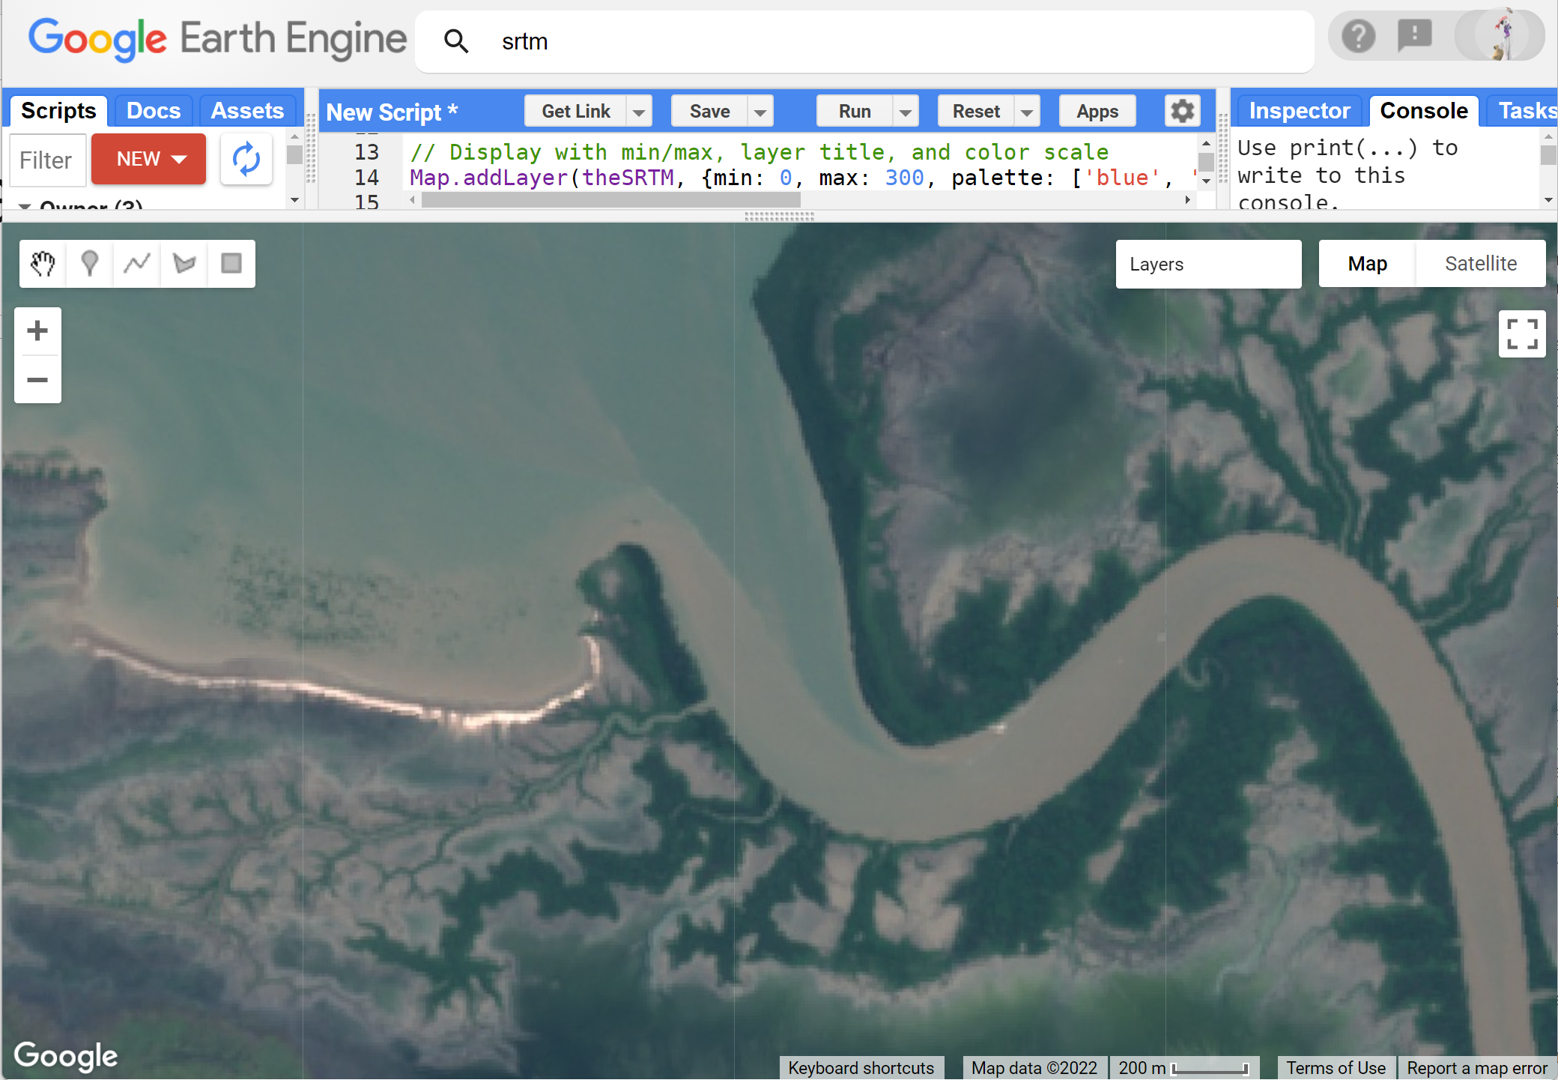 Google Earth Engine
srtm
Scripts
Docs
Assets
Filter
NEW
Owner (3)
New Script *
Get Link
Save
Run
Reset
Apps
13
// Display with min/max, layer title, and color scale
14
Map.addLayer(theSRTM, {min: 0, max: 300, palette: ['blue', '
15
Inspector
Console
Tasks
Use print(...) to
write to this
console.
Layers
Map
Satellite
Google
Keyboard shortcuts
Map data ©2022
200 m
Terms of Use
Report a map error